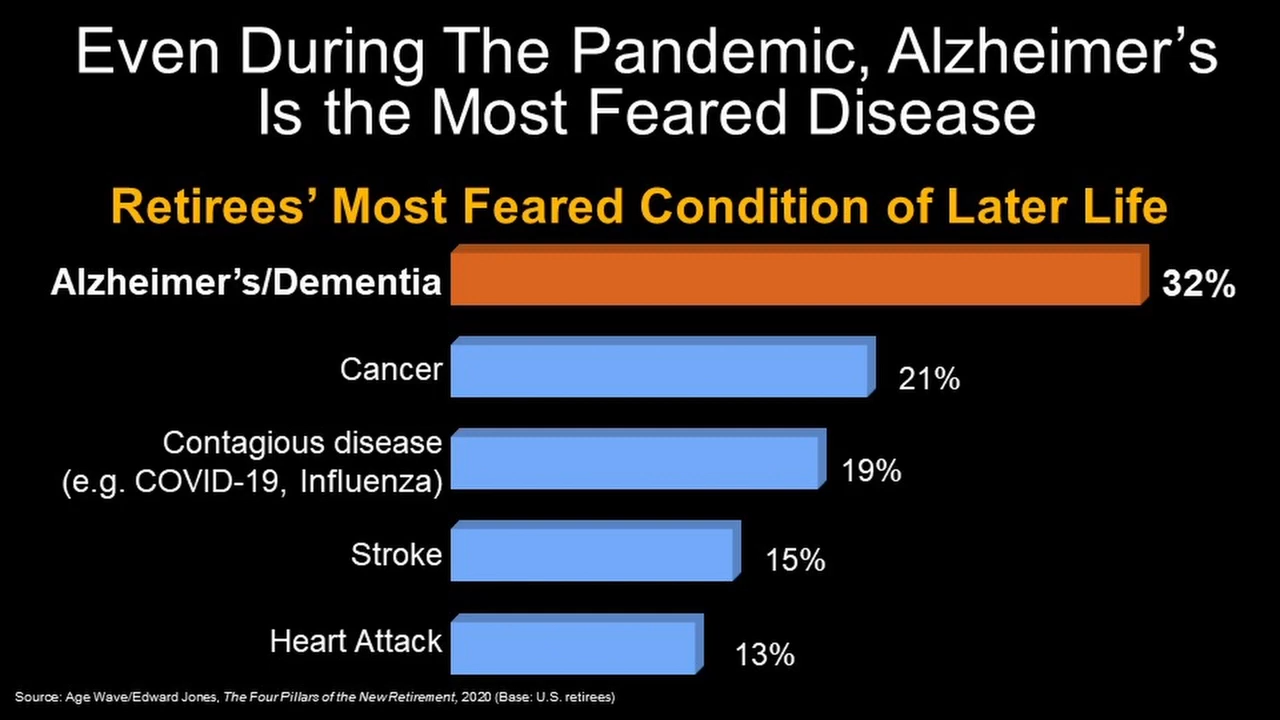 Even During The Pandemic, Alzheimer’s
Is the Most Feared Disease
Retirees’ Most Feared Condition of Later Life
Alzheimer’s/Dementia 32%
Cancer 21%
Contagious disease
(e.g. COVID-19, Influenza) 19%
Stroke 15%
Heart Attack 13%
Source: Age Wave/Edward Jones, The Four Pillars of the New Retirement, 2020 (Base: U.S. retirees)